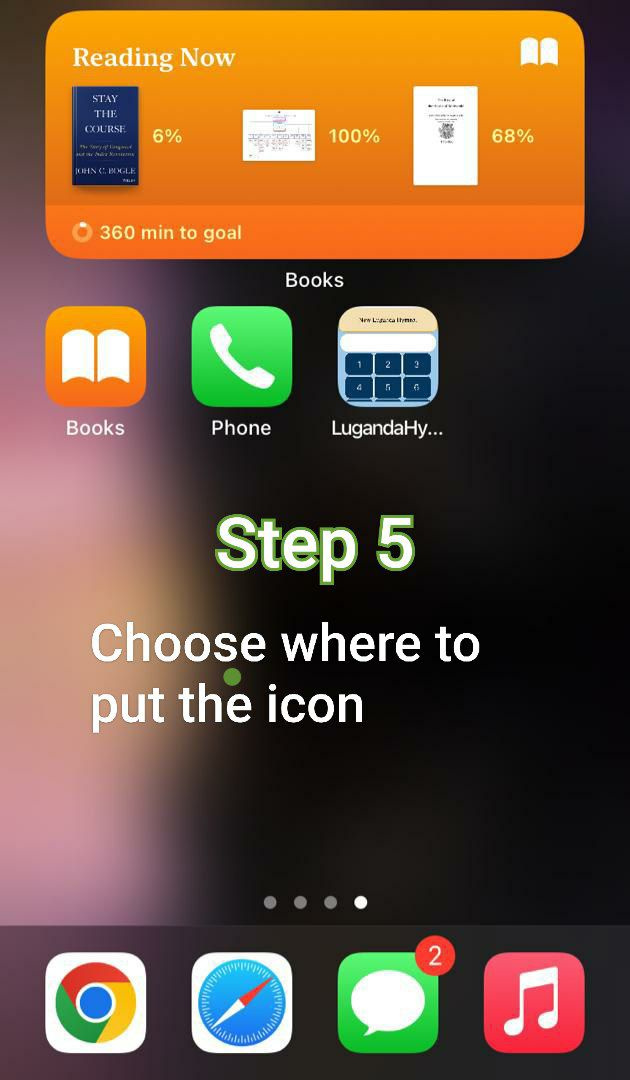 Reading Now
STAY
THE
COURSE
The Story of Vanguard
and the Index Revolution
JOHN C. BOGLE
WILEY
6%
100%
68%
360 min to goal
Books
New Luganda Hymns.
1 2 3
4 5 6
Books
Phone
LugandaHy...
Step 5
Choose where to
put the icon
2